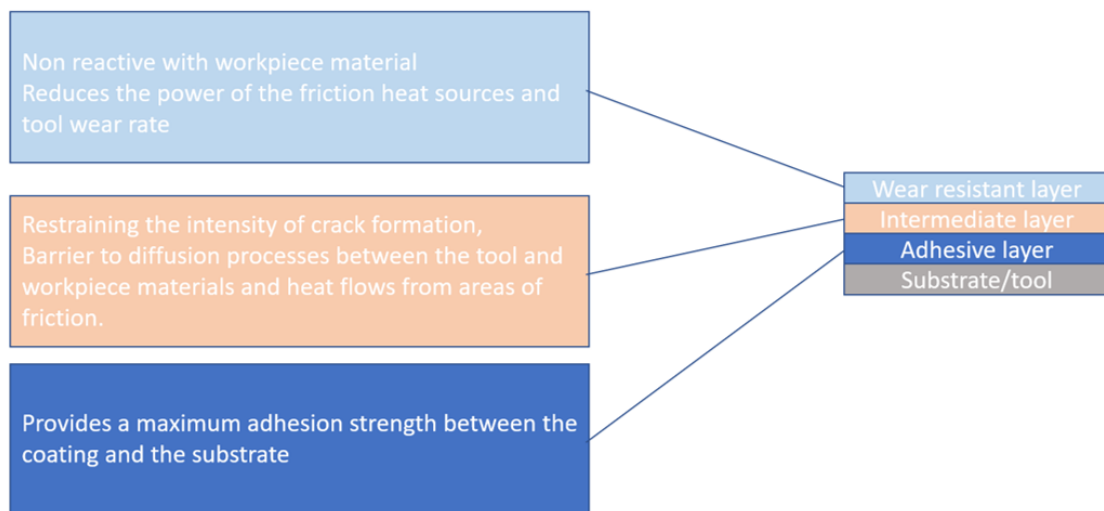 Non reactive with workpiece material
Reduces the power of the friction heat sources and
tool wear rate
Restraining the intensity of crack formation,
Barrier to diffusion processes between the tool and
workpiece materials and heat flows from areas of
friction.
Provides a maximum adhesion strength between the
coating and the substrate
Wear resistant layer
Intermediate layer
Adhesive layer
Substrate/tool